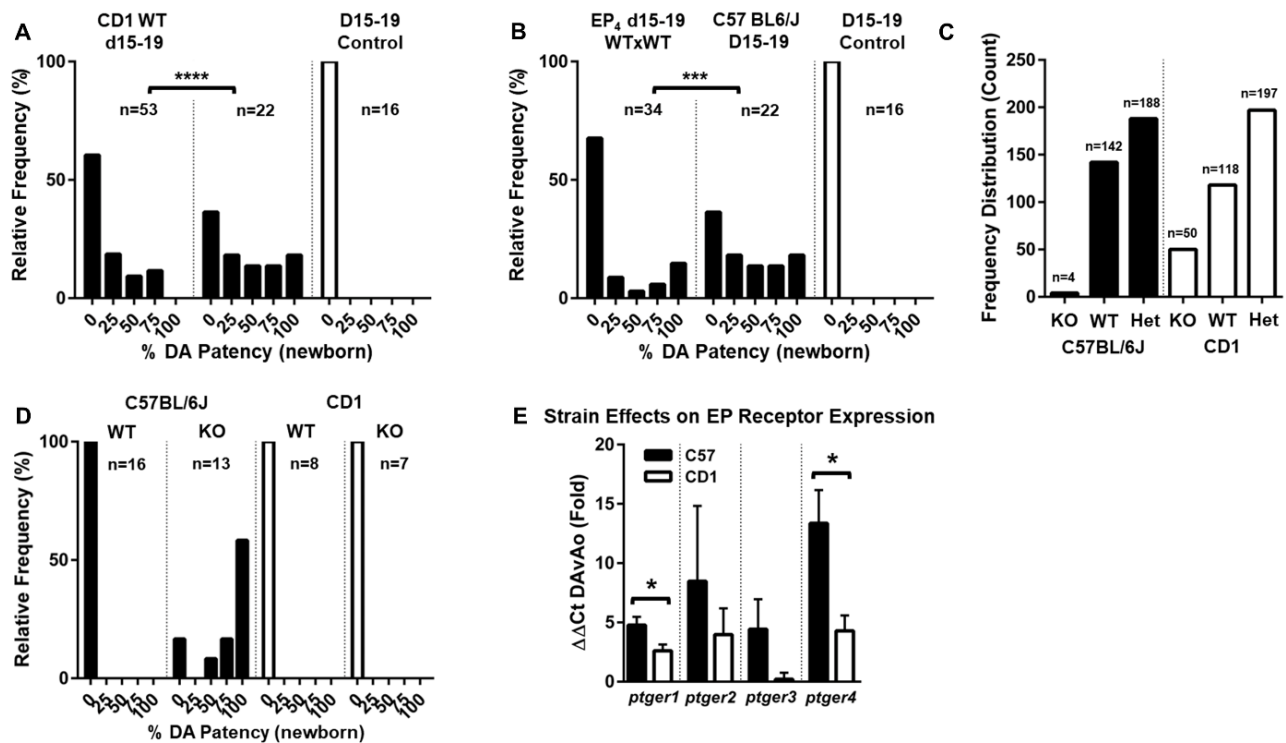 A
CD1 WT
d15-19
D15-19
Control
****
n=53
n=22
n=16
100
50
0
Relative Frequency (%)
0 25 50 75 100 0 25 50 75 100 0 25 50 75 100
% DA Patency (newborn)
B
EP4 d15-19
WTxWT
C57 BL6/J
D15-19
D15-19
Control
***
n=34
n=22
n=16
100
50
0
Relative Frequency (%)
0 25 50 75 100 0 25 50 75 100 0 25 50 75 100
% DA Patency (newborn)
C
Frequency Distribution (Count)
250
200
150
100
50
0
n=4
n=142
n=188
n=50
n=118
n=197
KO WT Het KO WT Het
C57BL/6J CD1
D
C57BL/6J CD1
WT KO WT KO
n=16 n=13 n=8 n=7
100
50
0
Relative Frequency (%)
0 25 50 75 100 0 25 50 75 100 0 25 50 75 100 0 25 50 75 100
% DA Patency (newborn)
E Strain Effects on EP Receptor Expression
ΔΔCt DAvAo (Fold)
20
15
10
5
0
C57
CD1
*
*
ptger1 ptger2 ptger3 ptger4